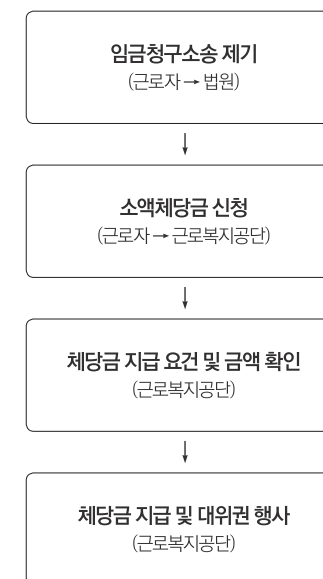 임금청구소송 제기
(근로자 → 법원)
소액체당금 신청
(근로자 → 근로복지공단)
체당금 지급 요건 및 금액 확인
(근로복지공단)
체당금 지급 및 대위권 행사
(근로복지공단)